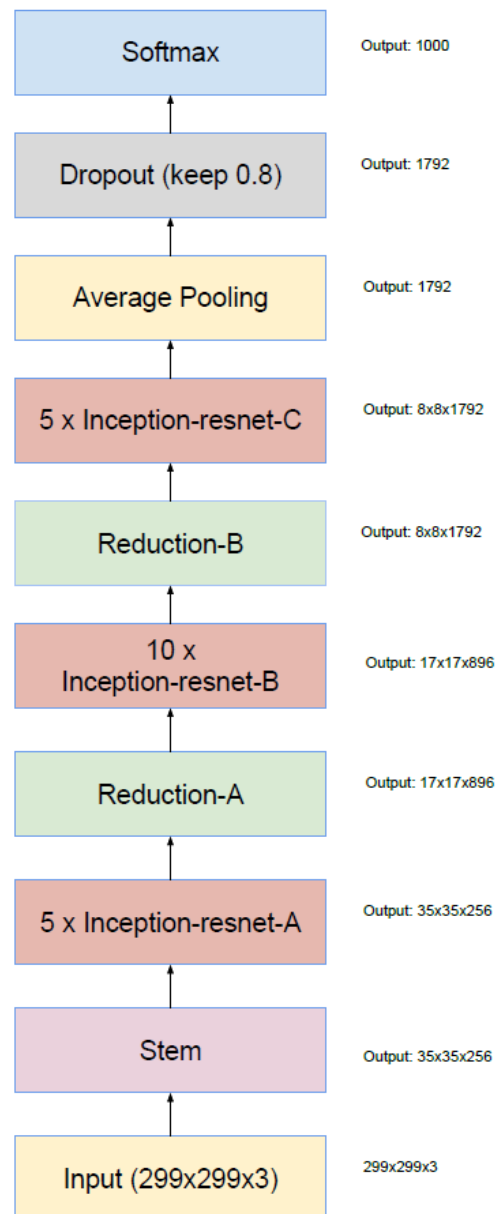 Softmax
Output: 1000
Dropout (keep 0.8)
Output: 1792
Average Pooling
Output: 1792
5 x Inception-resnet-C
Output: 8x8x1792
Reduction-B
Output: 8x8x1792
10 x
Inception-resnet-B
Output: 17x17x896
Reduction-A
Output: 17x17x896
5 x Inception-resnet-A
Output: 35x35x256
Stem
Output: 35x35x256
Input (299x299x3)
299x299x3